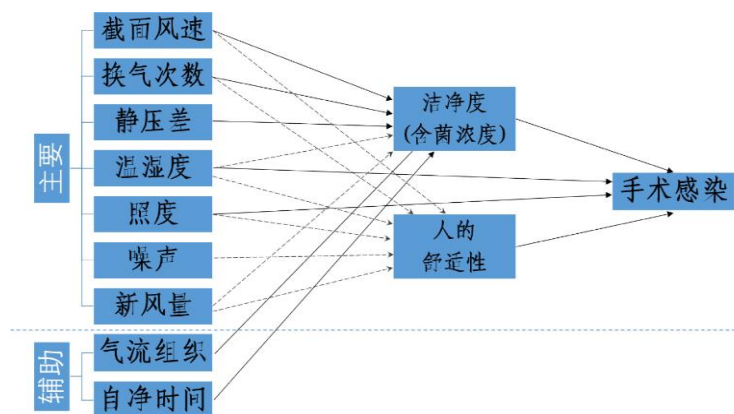 主要
截面风速
换气次数
静压差
温湿度
照度
噪声
新风量
辅助
气流组织
自净时间
洁净度
(含菌浓度)
人的
舒适性
手术感染